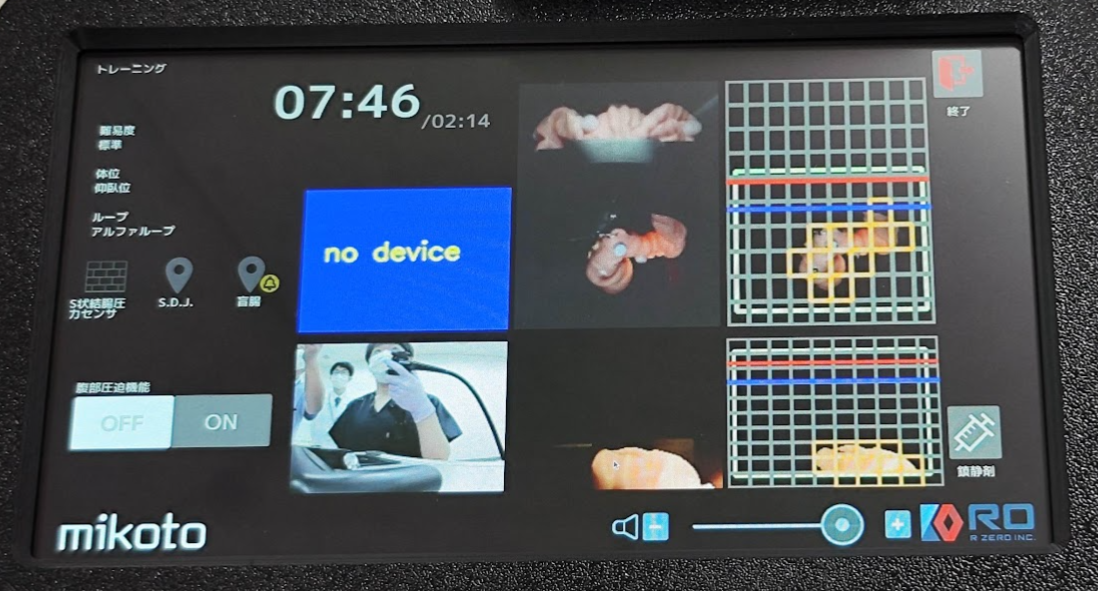 トレーニング
07:46 /02:14
難易度
標準
体位
仰臥位
ループ
アルファループ
S状結腸圧
力センサ
S.D.J.
盲腸
no device
腹部圧迫機能
OFF
ON
終了
鎮静剤
mikoto
RO
R ZERO INC.